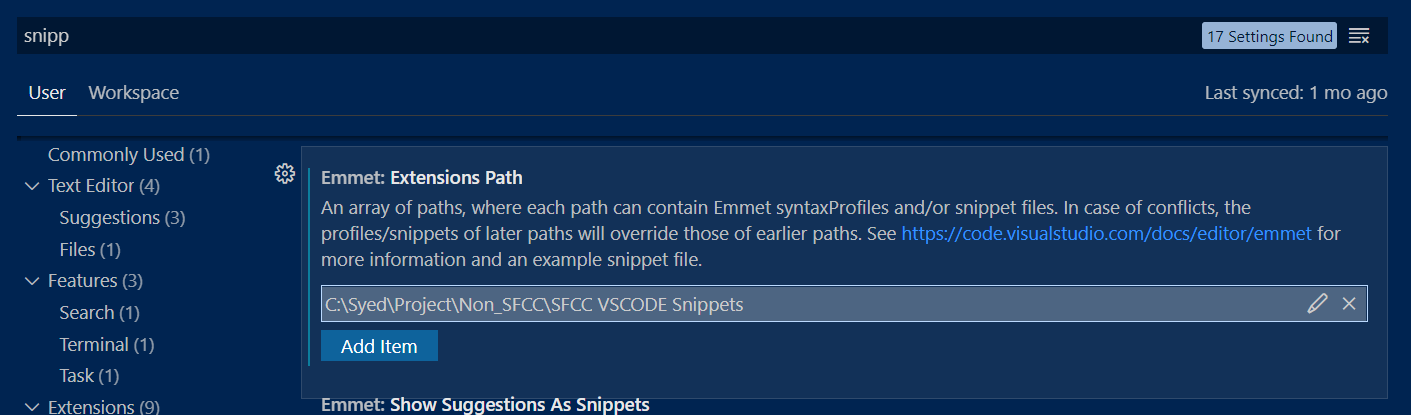 snipp
17 Settings Found
User
Workspace
Last synced: 1 mo ago
Commonly Used (1)
Text Editor (4)
Suggestions (3)
Files (1)
Features (3)
Search (1)
Terminal (1)
Task (1)
Extensions (9)
Emmet: Extensions Path
An array of paths, where each path can contain Emmet syntaxProfiles and/or snippet files. In case of conflicts, the
profiles/snippets of later paths will override those of earlier paths. See https://code.visualstudio.com/docs/editor/emmet for
more information and an example snippet file.
C:\Syed\Project\Non_SFCC\SFCC VSCODE Snippets
Add Item
Emmet: Show Suggestions As Snippets